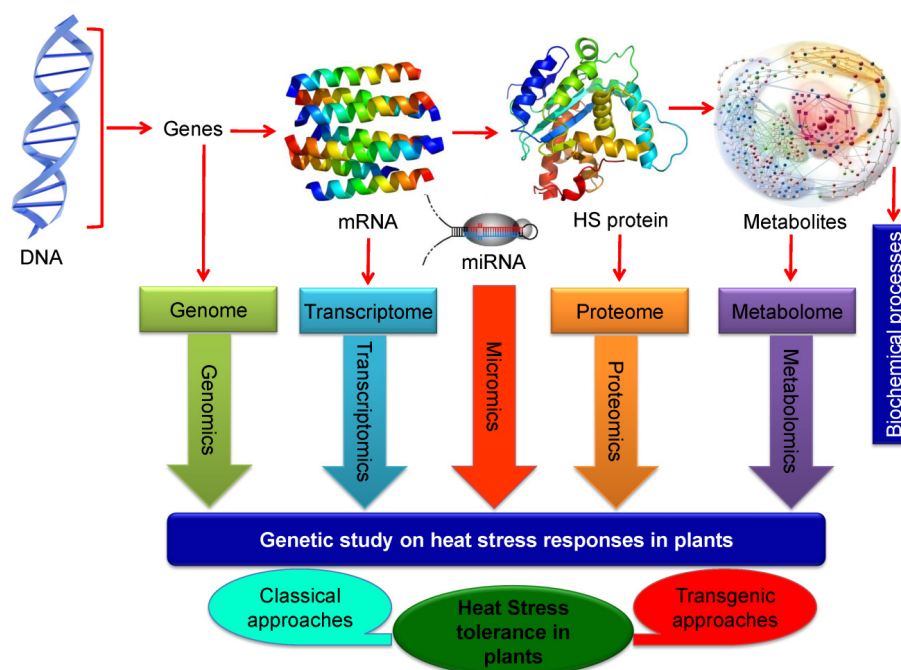 DNA
Genes
mRNA
miRNA
HS protein
Metabolites
Genome
Transcriptome
Proteome
Metabolome
Biochemical processes
Genomics
Transcriptomics
Micromics
Proteomics
Metabolomics
Genetic study on heat stress responses in plants
Classical
approaches
Heat Stress
tolerance in
plants
Transgenic
approaches